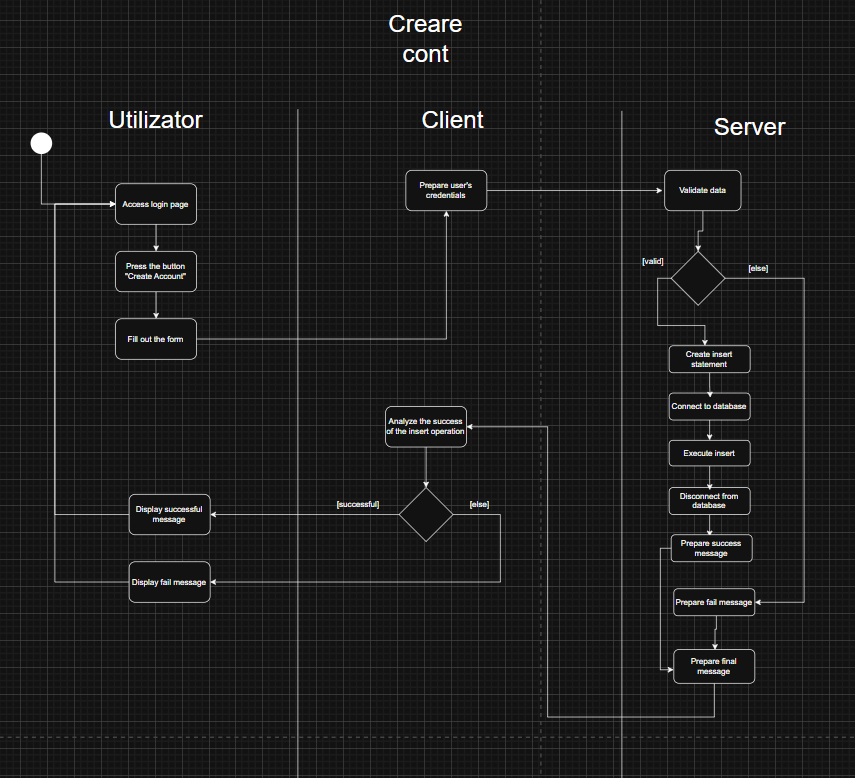 Creare
cont
Utilizator
Client
Server
Access login page
Press the button
"Create Account"
Fill out the form
Prepare user's
credentials
Validate data
[valid]
[else]
Create insert
statement
Connect to database
Execute insert
Disconnect from
database
Prepare success
message
Prepare fail message
Prepare final
message
Analyze the success
of the insert operation
[successful]
[else]
Display successful
message
Display fail message